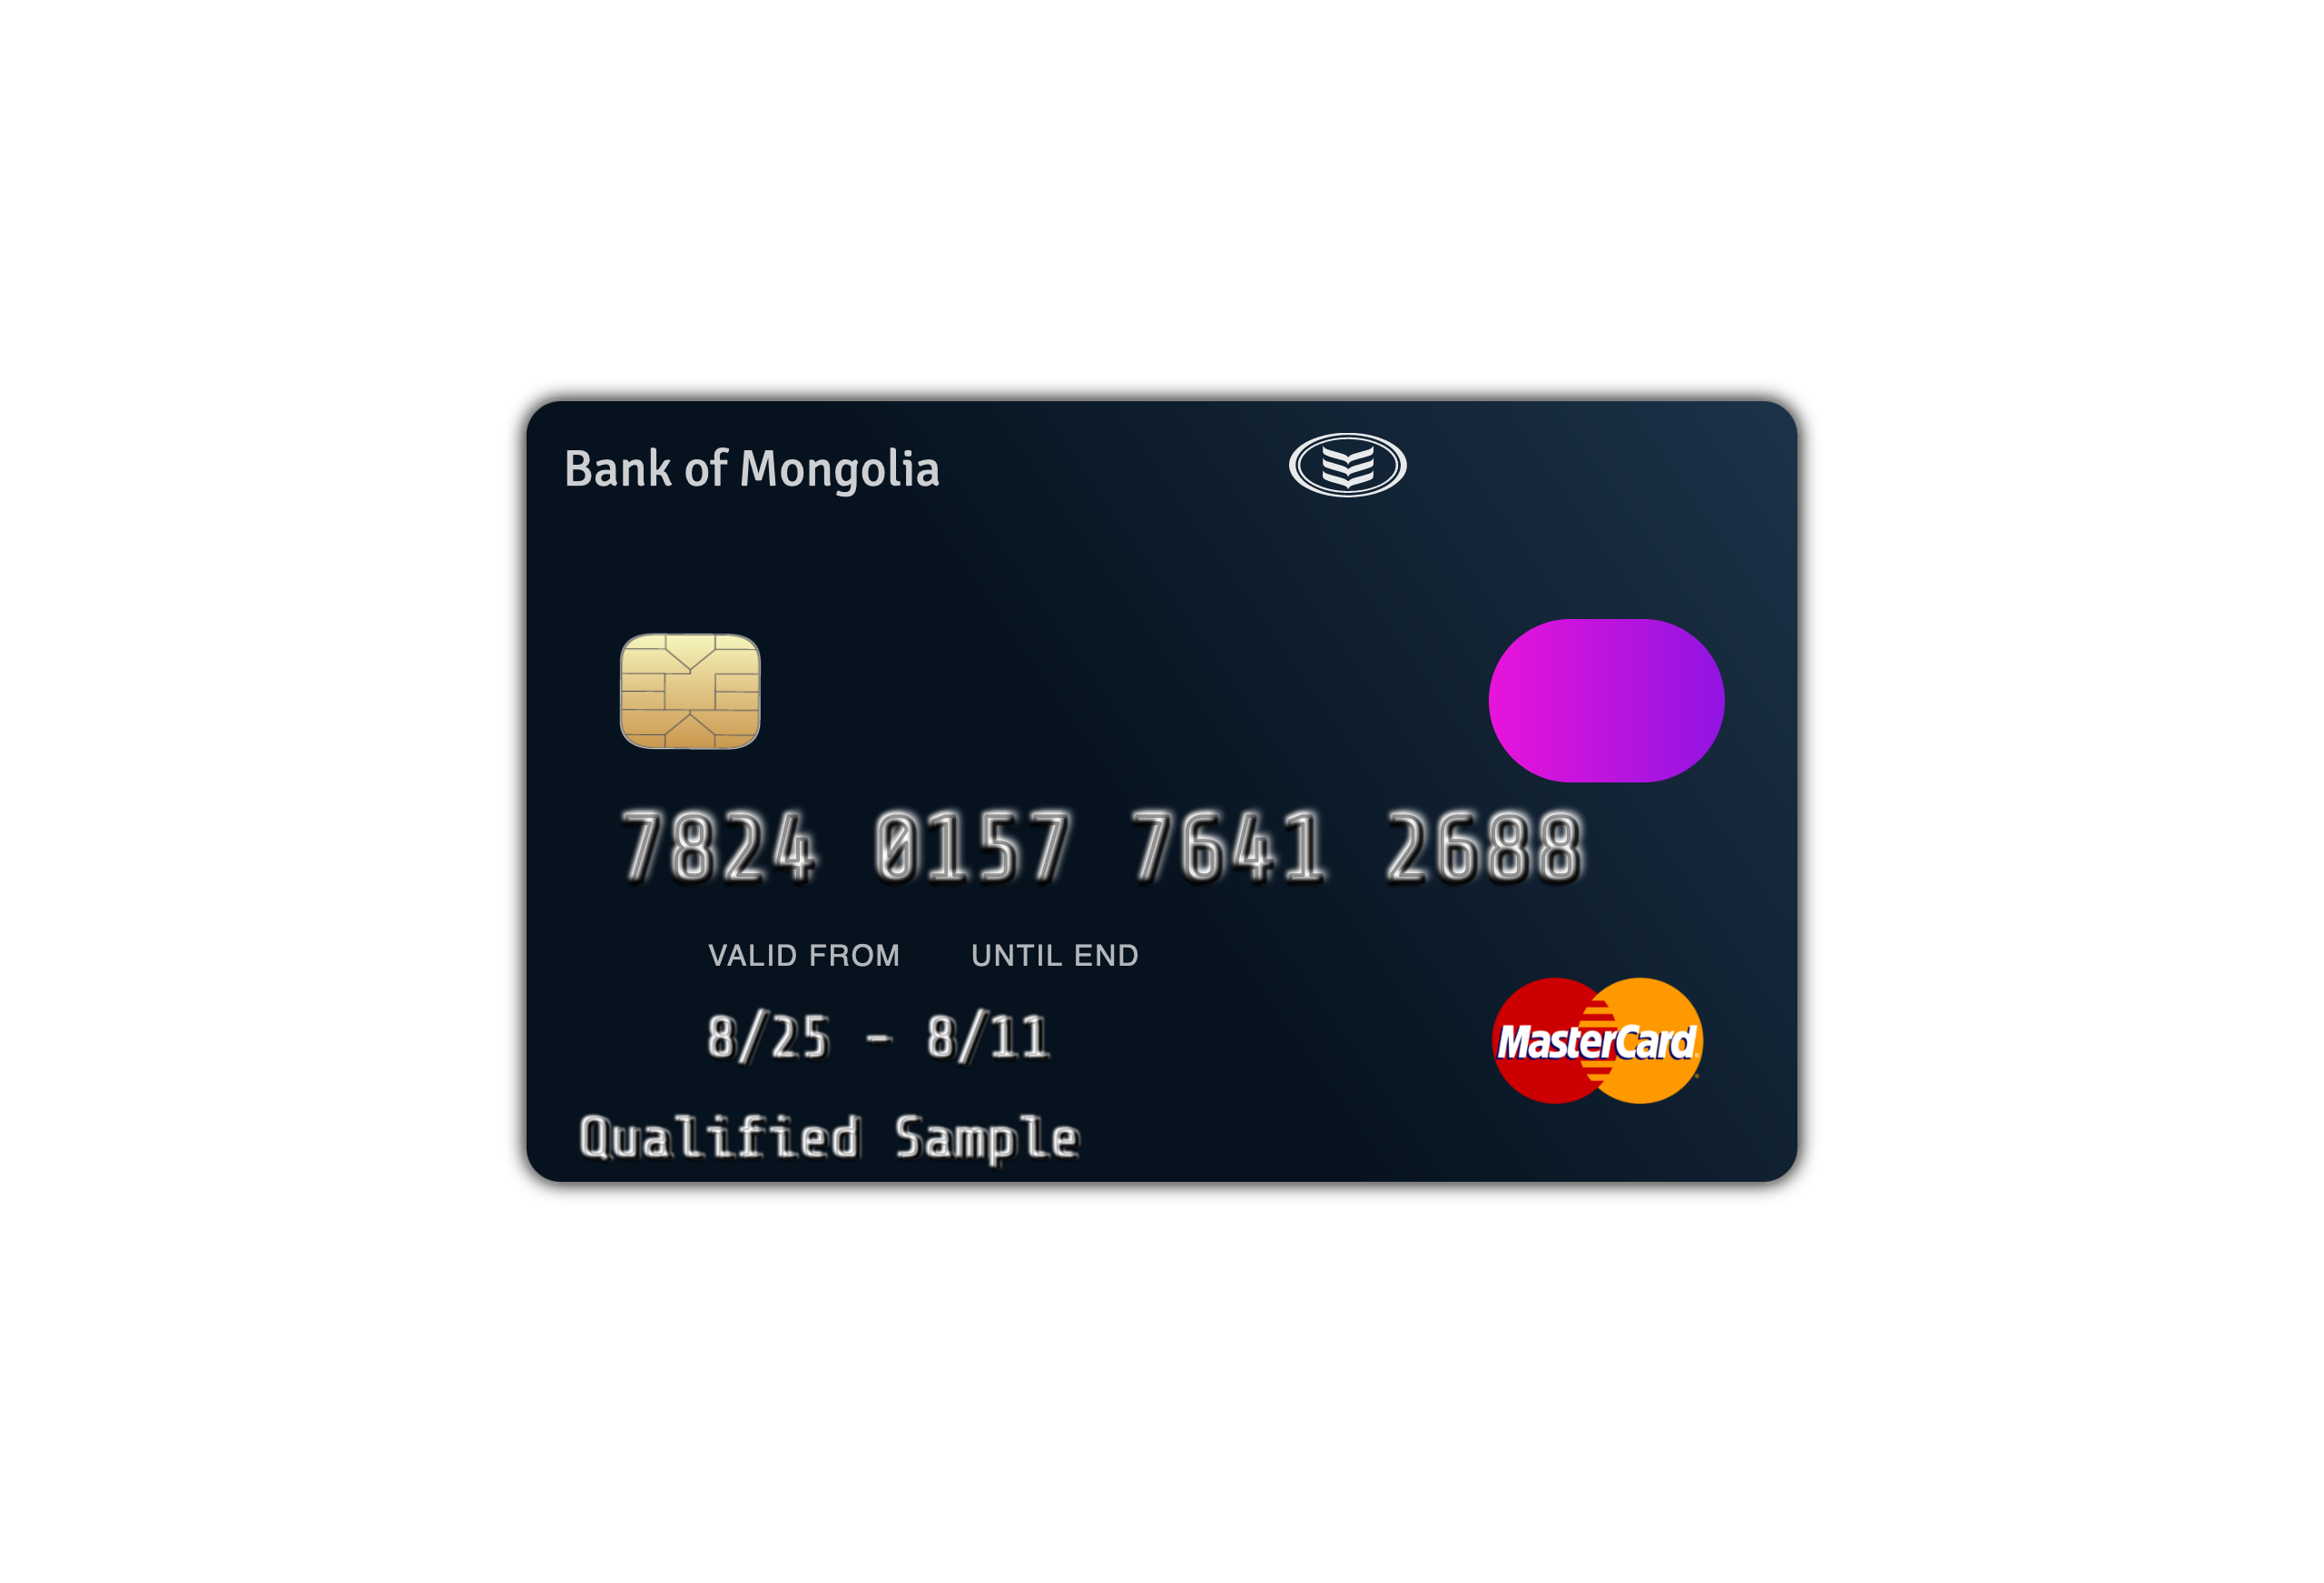 Bank of Mongolia
7824 0157 7641 2688
VALID FROM UNTIL END
8/25 - 8/11
MasterCard
Qualified Sample